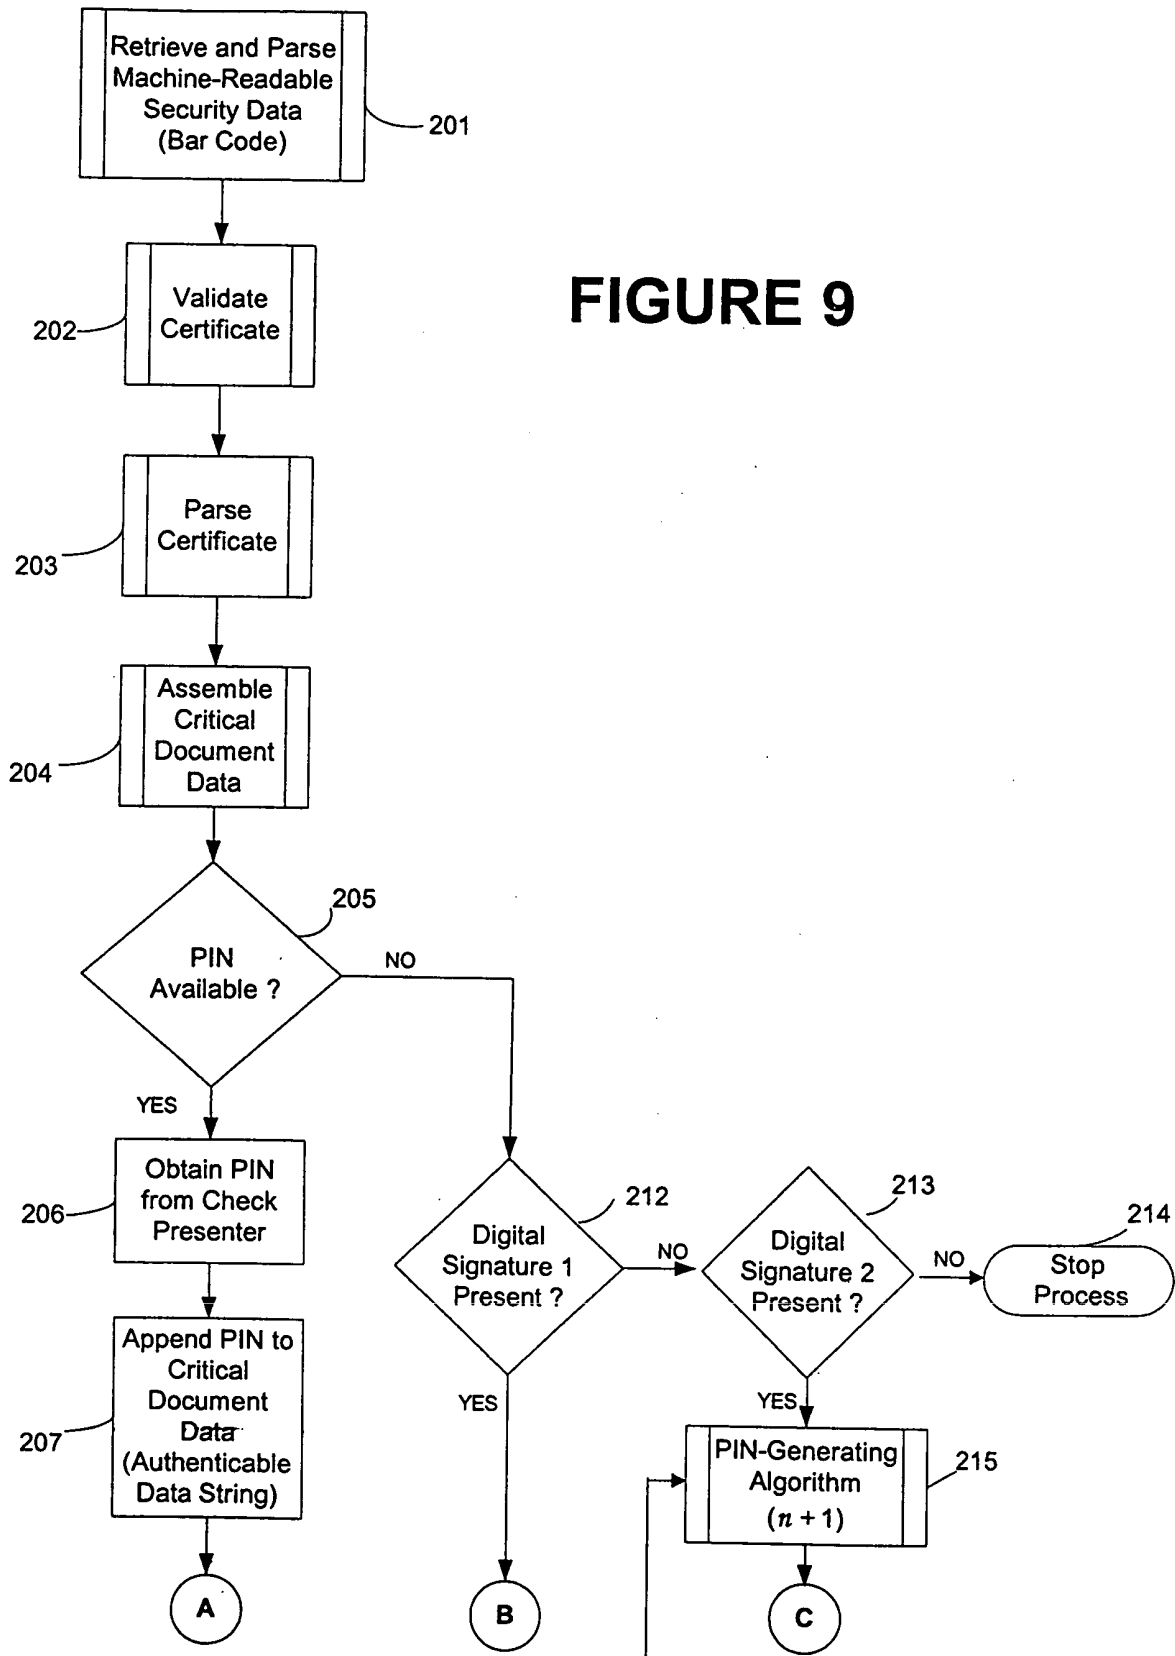 Retrieve and Parse
Machine-Readable
Security Data
(Bar Code)
201
FIGURE 9
Validate
Certificate
202
Parse
Certificate
203
Assemble
Critical
Document
Data
204
205
PIN
Available ?
NO
YES
Obtain PIN
from Check
Presenter
206
212
213
214
Digital
Signature 1
Present ?
NO
Digital
Signature 2
Present ?
NO
Stop
Process
Append PIN to
Critical
Document
Data
(Authenticable
Data String)
207
YES
YES
PIN-Generating
Algorithm
(n + 1)
215
A
B
C